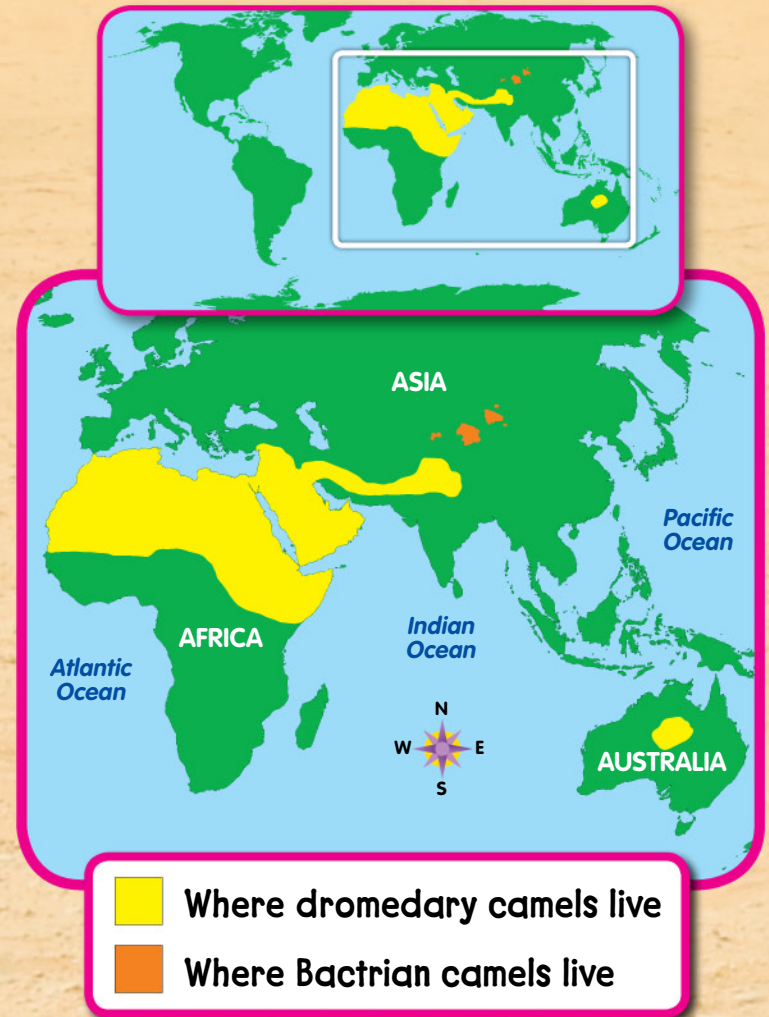 ASIA
Pacific
Ocean
AFRICA
Indian
Ocean
Atlantic
Ocean
N
W E
S
AUSTRALIA
Where dromedary camels live
Where Bactrian camels live